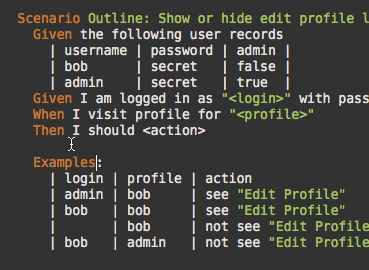 Scenario Outline: Show or hide edit profile
Given the following user records
| username | password | admin |
| bob | secret | false |
| admin | secret | true |
Given I am logged in as "<login>" with pass
When I visit profile for "<profile>"
Then I should <action>
Examples:
| login | profile | action
| admin | bob | see "Edit Profile"
| bob | bob | see "Edit Profile"
| | bob | not see "Edit Profile
| bob | admin | not see "Edit Profile